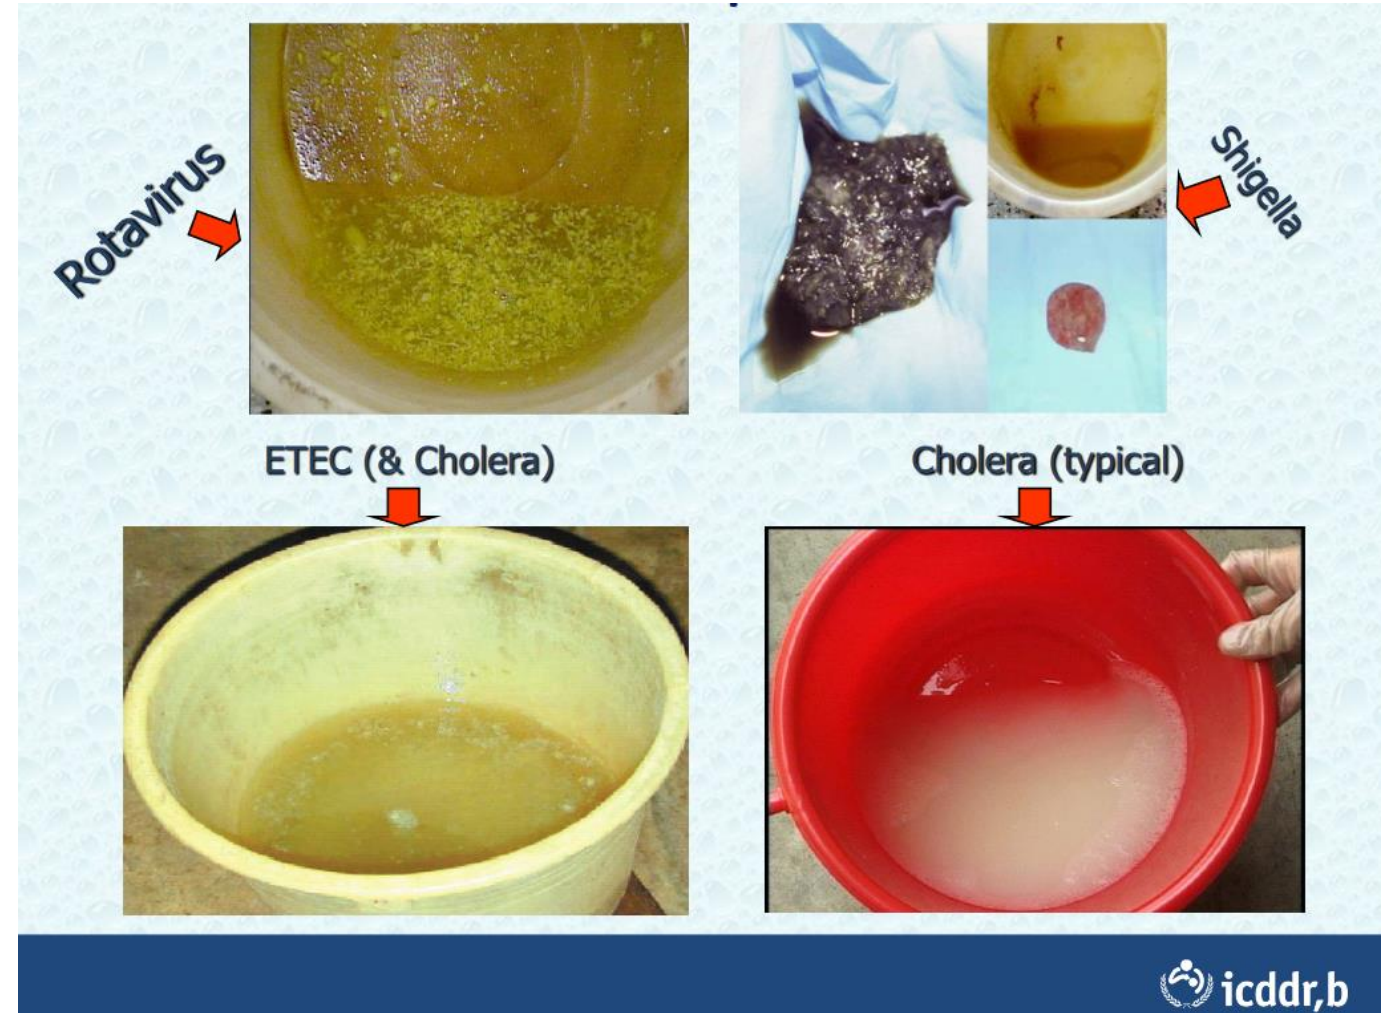 Rotavirus
Shigella
ETEC (& Cholera)
Cholera (typical)
icddr,b